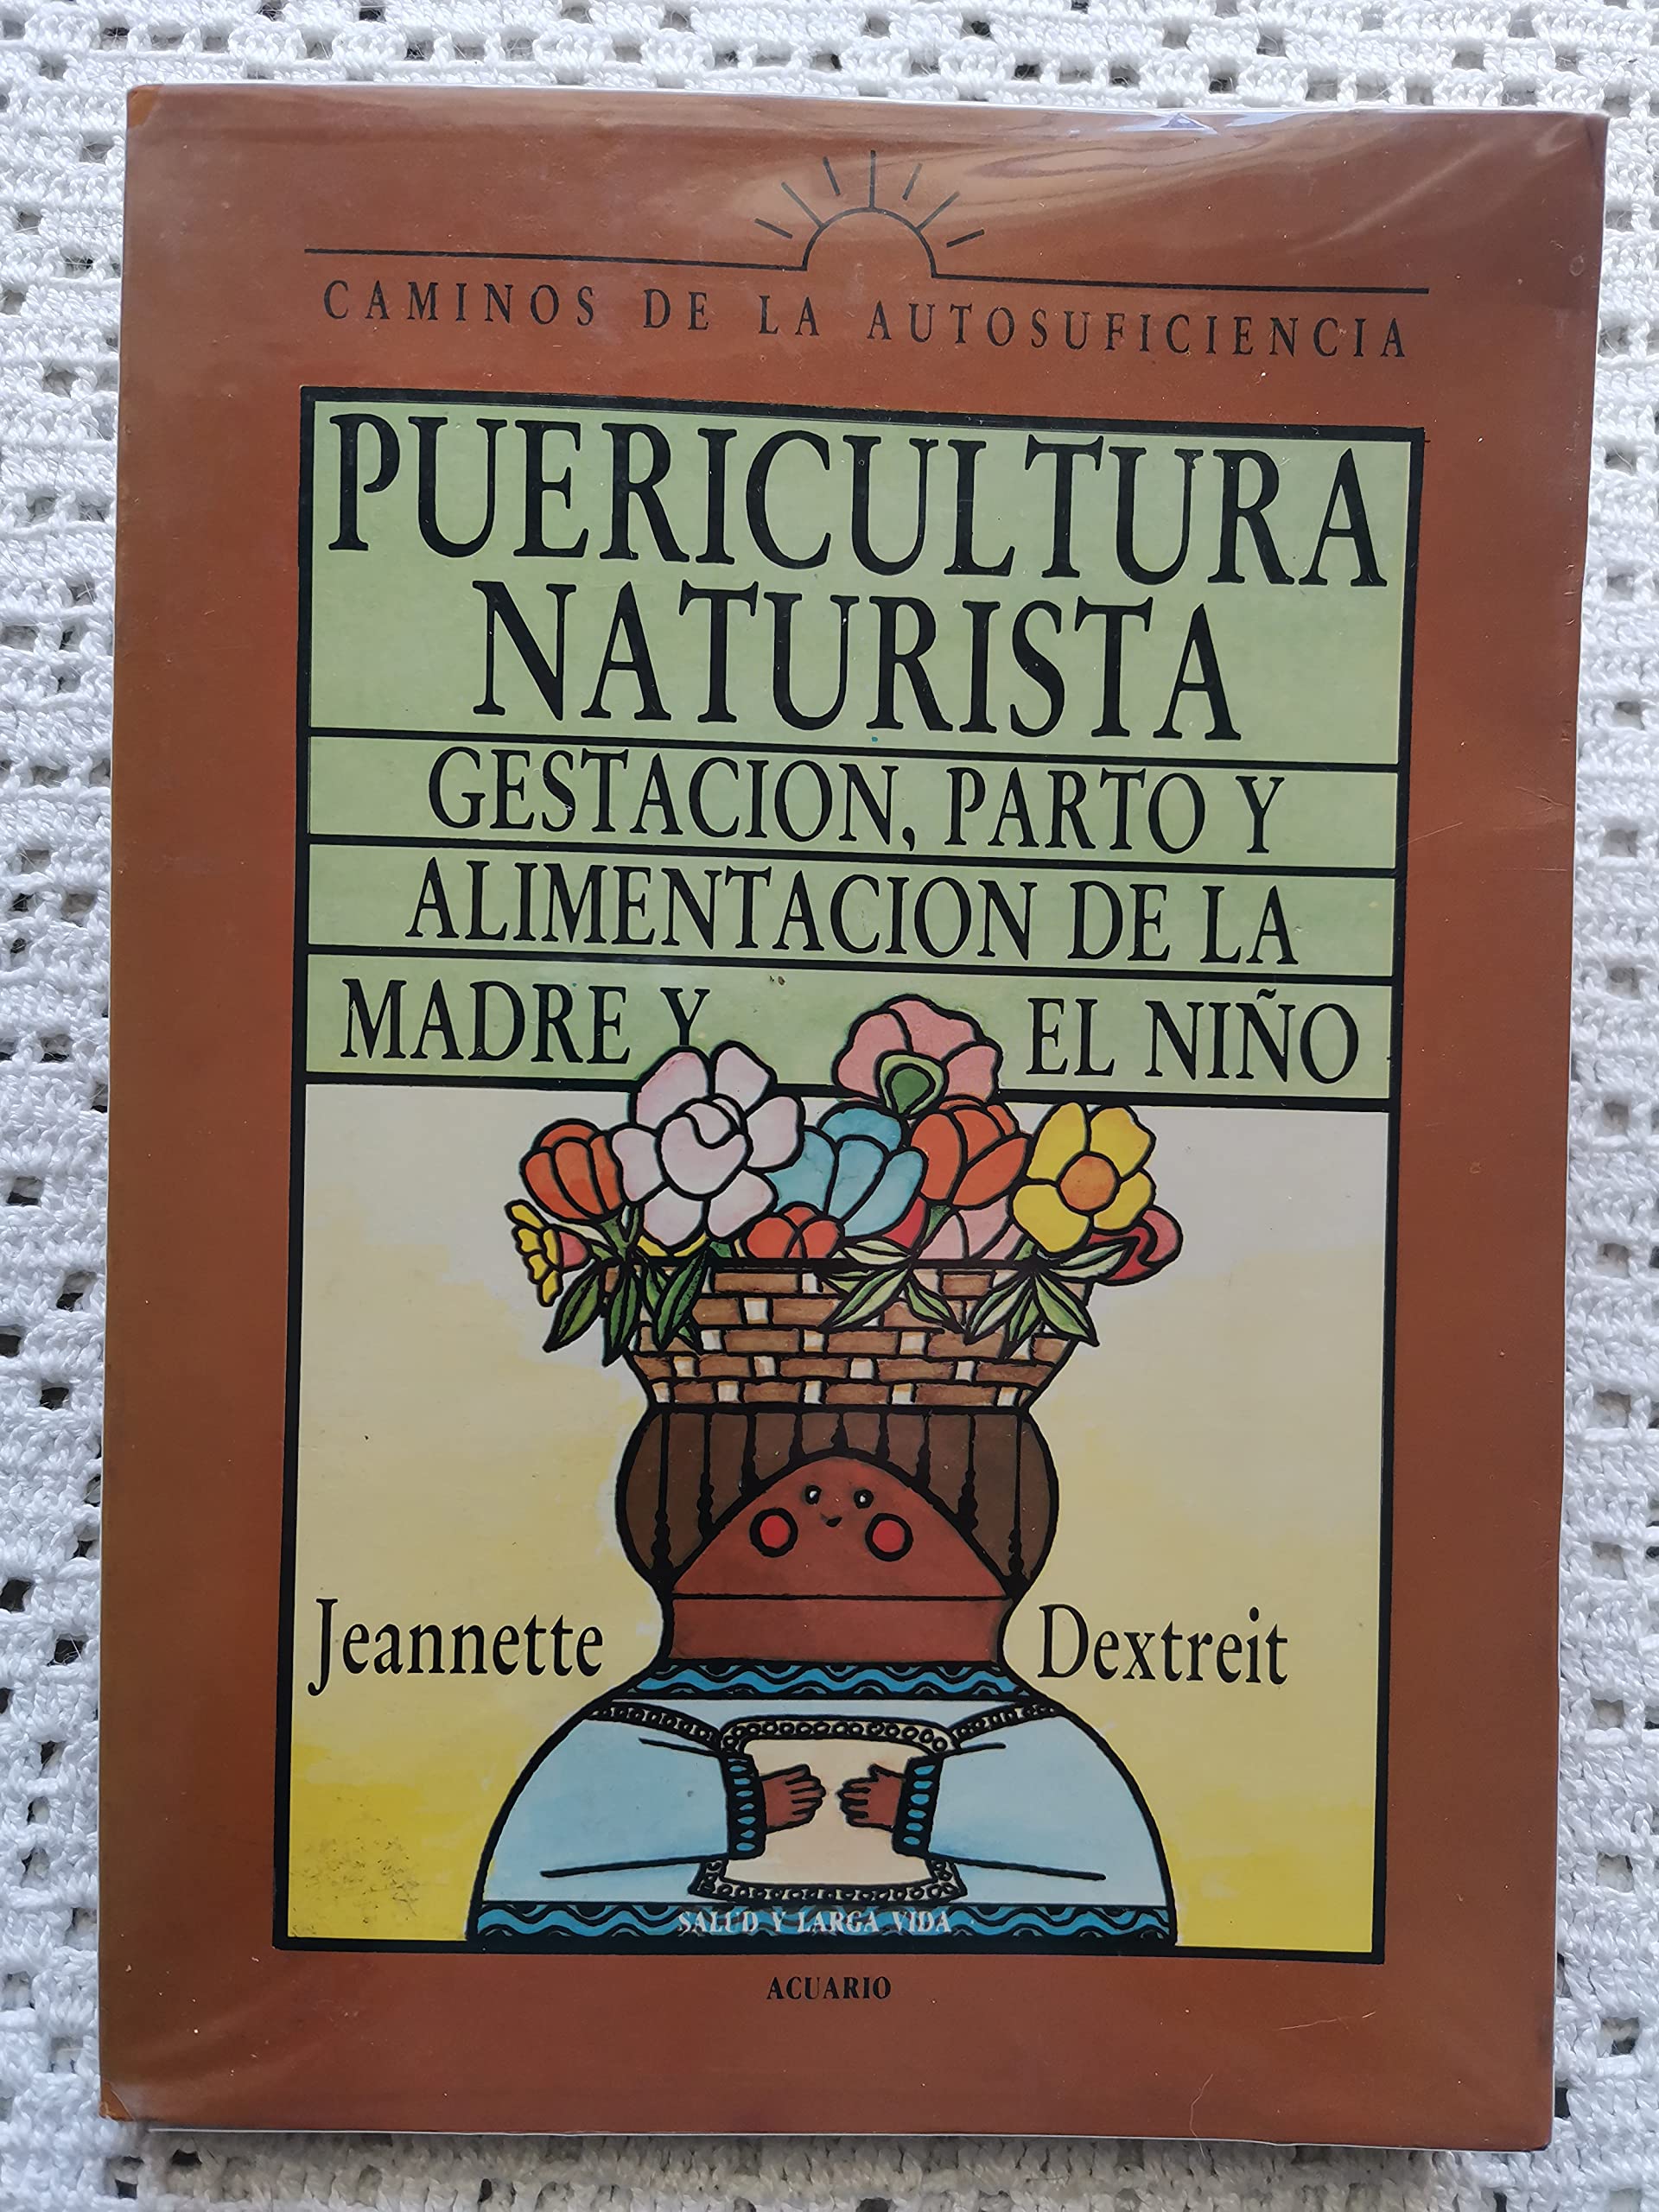 CAMINOS DE LA AUTOSUFICIENCIA
PUERICULTURA
NATURISTA
GESTACION, PARTO Y
ALIMENTACION DE LA
MADRE Y EL NIÑO
Jeannette Dextreit
SALUD Y LARGA VIDA
ACUARIO